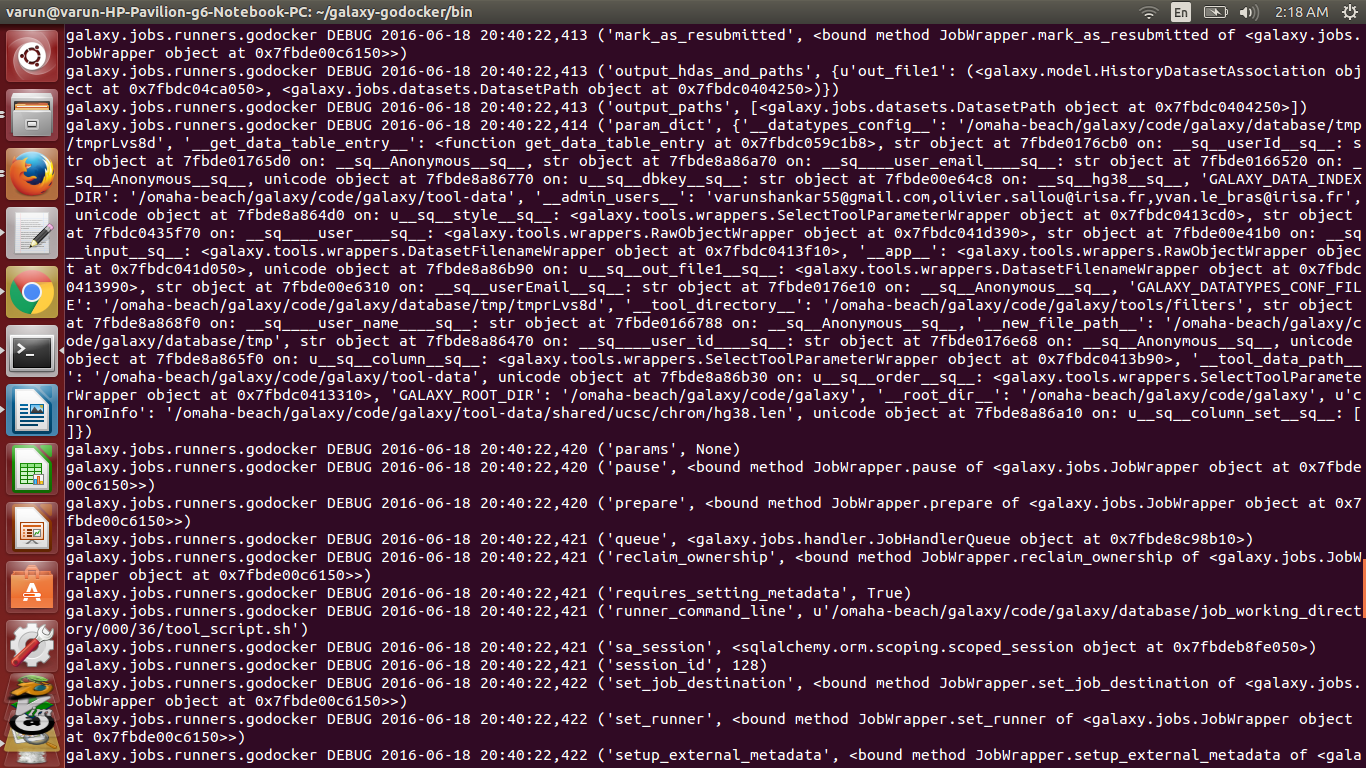 varun@varun-HP-Pavilion-g6-Notebook-PC: ~/galaxy-godocker/bin
En
2:18 AM
galaxy.jobs.runners.godocker DEBUG 2016-06-18 20:40:22,413 ('mark_as_resubmitted', <bound method JobWrapper.mark_as_resubmitted of <galaxy.jobs.
JobWrapper object at 0x7fbde00c6150>>)
galaxy.jobs.runners.godocker DEBUG 2016-06-18 20:40:22,413 ('output_hdas_and_paths', {u'out_file1': (<galaxy.model.HistoryDatasetAssociation obj
ect at 0x7fbdc04ca050>, <galaxy.jobs.datasets.DatasetPath object at 0x7fbdc0404250>)})
galaxy.jobs.runners.godocker DEBUG 2016-06-18 20:40:22,413 ('output_paths', [<galaxy.jobs.datasets.DatasetPath object at 0x7fbdc0404250>])
galaxy.jobs.runners.godocker DEBUG 2016-06-18 20:40:22,414 ('param_dict', {'__datatypes_config__': '/omaha-beach/galaxy/code/galaxy/database/tmp
/tmprLvs8d', '__get_data_table_entry__': <function get_data_table_entry at 0x7fbdc059c1b8>, str object at 7fbde0176cb0 on: __sq__userId__sq__: s
tr object at 7fbde01765d0 on: __sq__Anonymous__sq__, str object at 7fbde8a86a70 on: __sq____user_email____sq__: str object at 7fbde0166520 on: _
_sq__Anonymous__sq__, unicode object at 7fbde8a86770 on: u__sq__dbkey__sq__: str object at 7fbde00e64c8 on: __sq__hg38__sq__, 'GALAXY_DATA_INDEX
_DIR': '/omaha-beach/galaxy/code/galaxy/tool-data', '__admin_users__': 'varunshankar55@gmail.com,olivier.sallou@irisa.fr,yvan.le_bras@irisa.fr',
 unicode object at 7fbde8a864d0 on: u__sq__style__sq__: <galaxy.tools.wrappers.SelectToolParameterWrapper object at 0x7fbdc0413cd0>, str object
at 7fbdc0435f70 on: __sq____user____sq__: <galaxy.tools.wrappers.RawObjectWrapper object at 0x7fbdc041d390>, str object at 7fbde00e41b0 on: __sq
__input__sq__: <galaxy.tools.wrappers.DatasetFilenameWrapper object at 0x7fbdc0413f10>, '__app__': <galaxy.tools.wrappers.RawObjectWrapper objec
t at 0x7fbdc041d050>, unicode object at 7fbde8a86b90 on: u__sq__out_file1__sq__: <galaxy.tools.wrappers.DatasetFilenameWrapper object at 0x7fbdc
0413990>, str object at 7fbde00e6310 on: __sq__userEmail__sq__: str object at 7fbde0176e10 on: __sq__Anonymous__sq__, 'GALAXY_DATATYPES_CONF_FIL
E': '/omaha-beach/galaxy/code/galaxy/database/tmp/tmprLvs8d', '__tool_directory__': '/omaha-beach/galaxy/code/galaxy/tools/filters', str object
at 7fbde8a868f0 on: __sq____user_name____sq__: str object at 7fbde0166788 on: __sq__Anonymous__sq__, '__new_file_path__': '/omaha-beach/galaxy/c
ode/galaxy/database/tmp', str object at 7fbde8a86470 on: __sq____user_id____sq__: str object at 7fbde0176e68 on: __sq__Anonymous__sq__, unicode
object at 7fbde8a865f0 on: u__sq__column__sq__: <galaxy.tools.wrappers.SelectToolParameterWrapper object at 0x7fbdc0413b90>, '__tool_data_path__
': '/omaha-beach/galaxy/code/galaxy/tool-data', unicode object at 7fbde8a86b30 on: u__sq__order__sq__: <galaxy.tools.wrappers.SelectToolParamete
rWrapper object at 0x7fbdc0413310>, 'GALAXY_ROOT_DIR': '/omaha-beach/galaxy/code/galaxy', '__root_dir__': '/omaha-beach/galaxy/code/galaxy', u'c
hromInfo': '/omaha-beach/galaxy/code/galaxy/tool-data/shared/ucsc/chrom/hg38.len', unicode object at 7fbde8a86a10 on: u__sq__column_set__sq__: [
]})
galaxy.jobs.runners.godocker DEBUG 2016-06-18 20:40:22,420 ('params', None)
galaxy.jobs.runners.godocker DEBUG 2016-06-18 20:40:22,420 ('pause', <bound method JobWrapper.pause of <galaxy.jobs.JobWrapper object at 0x7fbde
00c6150>>)
galaxy.jobs.runners.godocker DEBUG 2016-06-18 20:40:22,420 ('prepare', <bound method JobWrapper.prepare of <galaxy.jobs.JobWrapper object at 0x7
fbde00c6150>>)
galaxy.jobs.runners.godocker DEBUG 2016-06-18 20:40:22,421 ('queue', <galaxy.jobs.handler.JobHandlerQueue object at 0x7fbde8c98b10>)
galaxy.jobs.runners.godocker DEBUG 2016-06-18 20:40:22,421 ('reclaim_ownership', <bound method JobWrapper.reclaim_ownership of <galaxy.jobs.JobW
rapper object at 0x7fbde00c6150>>)
galaxy.jobs.runners.godocker DEBUG 2016-06-18 20:40:22,421 ('requires_setting_metadata', True)
galaxy.jobs.runners.godocker DEBUG 2016-06-18 20:40:22,421 ('runner_command_line', u'/omaha-beach/galaxy/code/galaxy/database/job_working_direct
ory/000/36/tool_script.sh')
galaxy.jobs.runners.godocker DEBUG 2016-06-18 20:40:22,421 ('sa_session', <sqlalchemy.orm.scoping.scoped_session object at 0x7fbdeb8fe050>)
galaxy.jobs.runners.godocker DEBUG 2016-06-18 20:40:22,421 ('session_id', 128)
galaxy.jobs.runners.godocker DEBUG 2016-06-18 20:40:22,422 ('set_job_destination', <bound method JobWrapper.set_job_destination of <galaxy.jobs.
JobWrapper object at 0x7fbde00c6150>>)
galaxy.jobs.runners.godocker DEBUG 2016-06-18 20:40:22,422 ('set_runner', <bound method JobWrapper.set_runner of <galaxy.jobs.JobWrapper object
at 0x7fbde00c6150>>)
galaxy.jobs.runners.godocker DEBUG 2016-06-18 20:40:22,422 ('setup_external_metadata', <bound method JobWrapper.setup_external_metadata of <gala